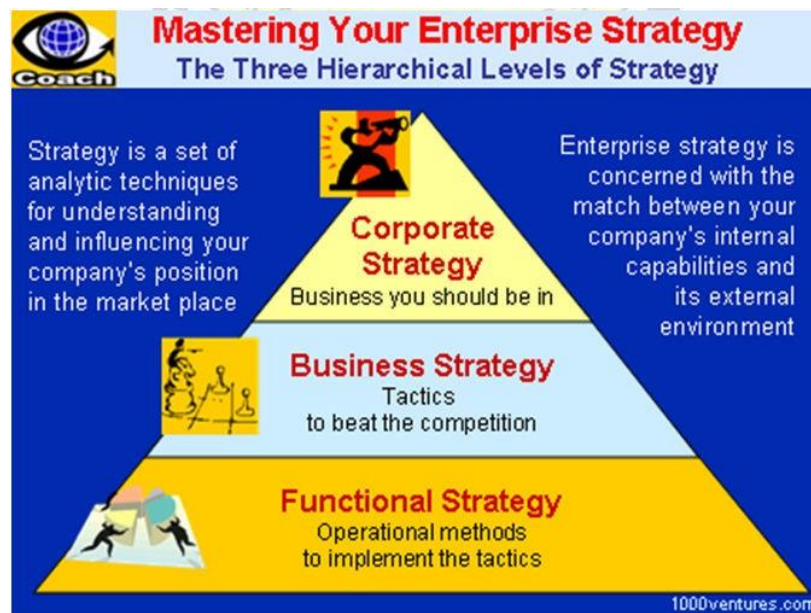 Mastering Your Enterprise Strategy
The Three Hierarchical Levels of Strategy
Coach
Strategy is a set of
analytic techniques
for understanding
and influencing your
company's position
in the market place
Enterprise strategy is
concerned with the
match between your
company's internal
capabilities and
its external
environment
Corporate
Strategy
Business you should be in
Business Strategy
Tactics
to beat the competition
Functional Strategy
Operational methods
to implement the tactics
1000ventures.com